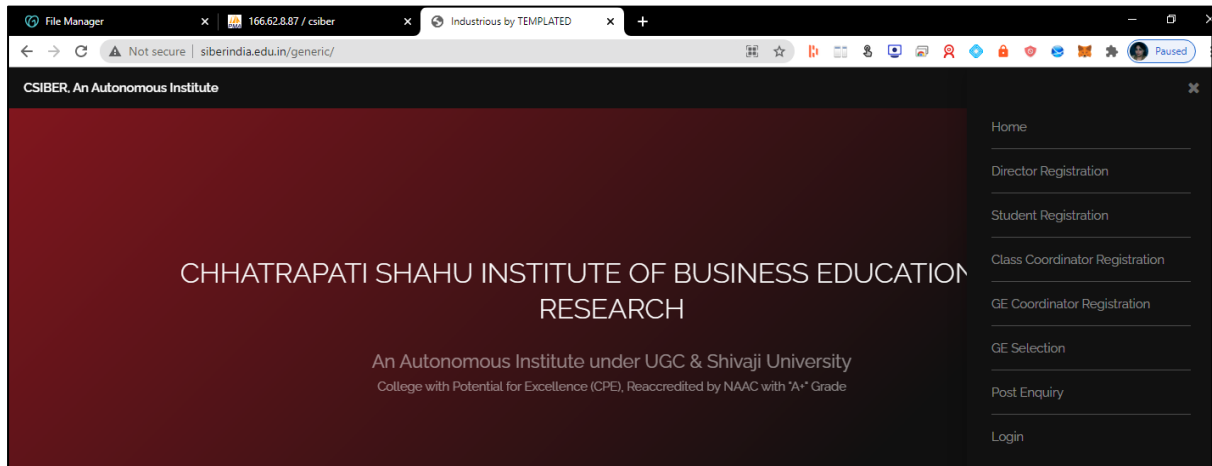 File Manager
166.62.8.87 / csiber
Industrious by TEMPLATED
Not secure | siberindia.edu.in/generic/
Paused
CSIBER, An Autonomous Institute
CHHATRAPATI SHAHU INSTITUTE OF BUSINESS EDUCATION
RESEARCH
An Autonomous Institute under UGC & Shivaji University
College with Potential for Excellence (CPE), Reaccredited by NAAC with "A+" Grade
Home
Director Registration
Student Registration
Class Coordinator Registration
GE Coordinator Registration
GE Selection
Post Enquiry
Login